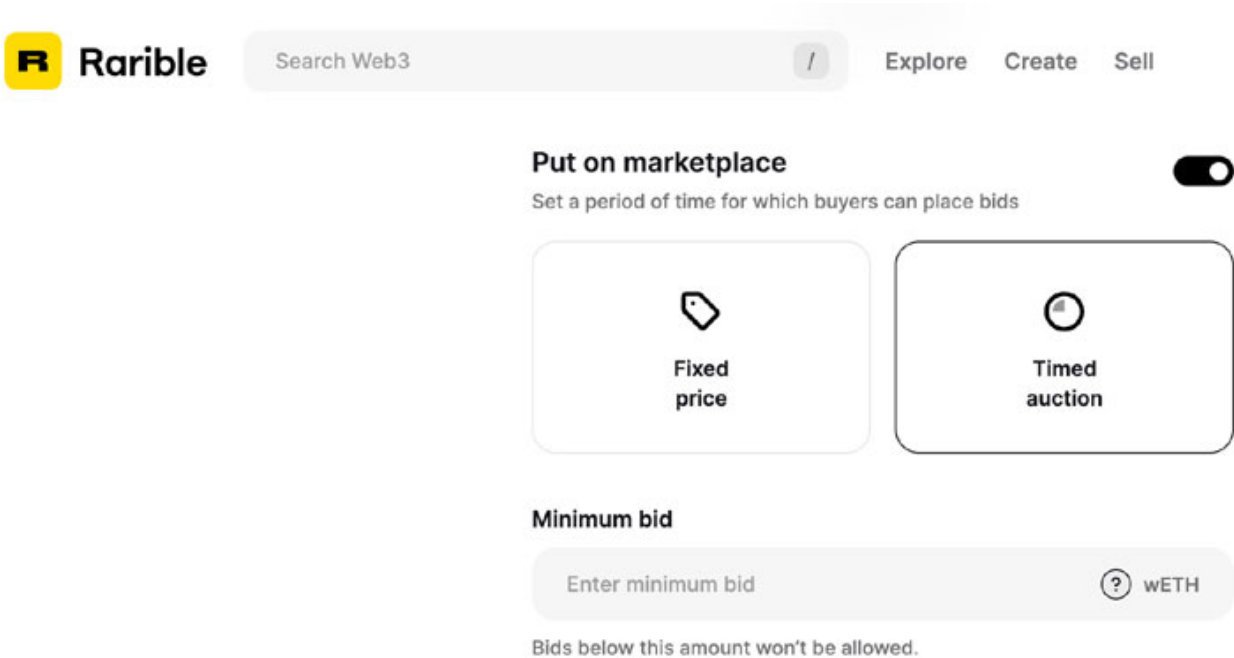 R Rarible Search Web3 / Explore Create Sell
Put on marketplace
Set a period of time for which buyers can place bids
Fixed
price
Timed
auction
Minimum bid
Enter minimum bid ? wETH
Bids below this amount won't be allowed.